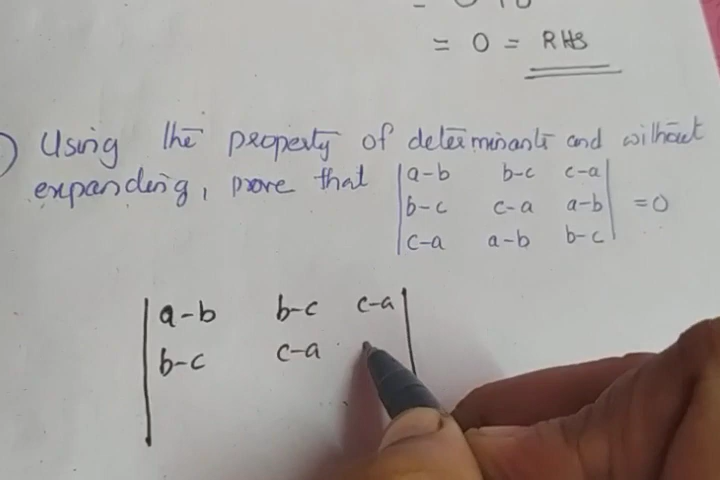 = 0 = RHS
Using the property of determinants and without
expanding, prove that |a-b b-c c-a|
|b-c c-a a-b| = 0
|c-a a-b b-c|
|a-b b-c c-a|
|b-c c-a